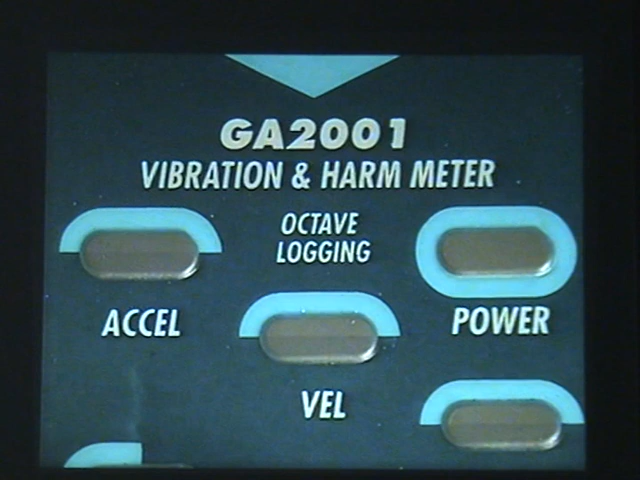 GA2001
VIBRATION & HARM METER
OCTAVE
LOGGING
ACCEL
POWER
VEL